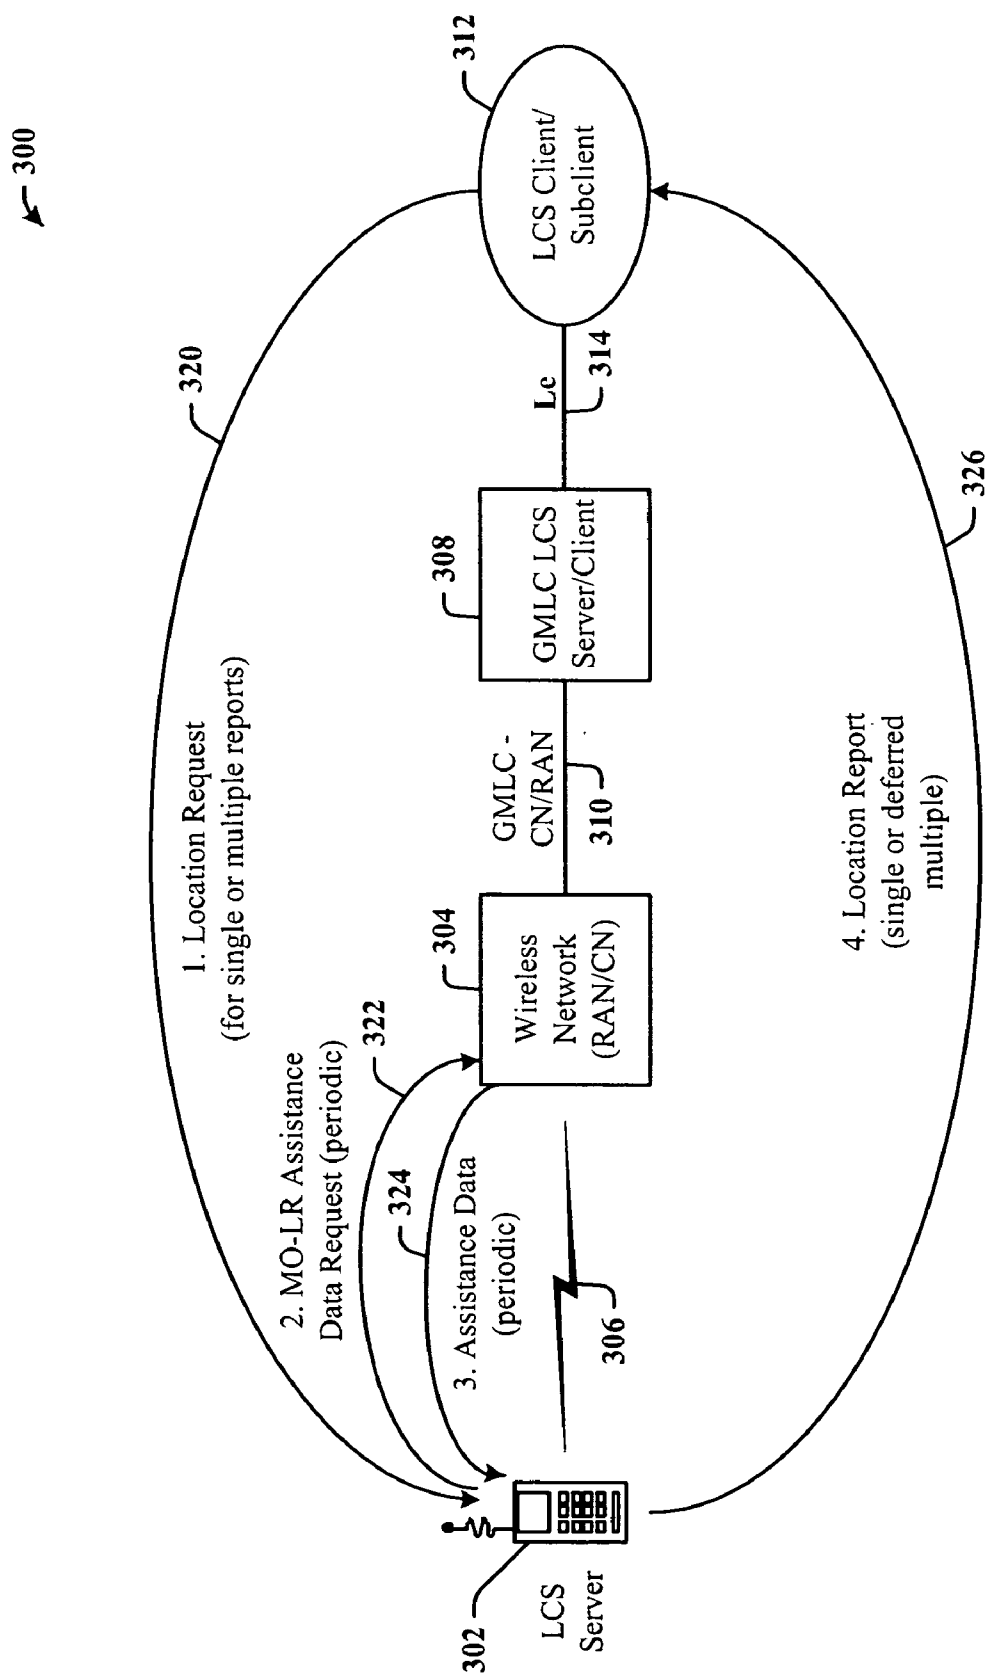 300
320
312
1. Location Request
(for single or multiple reports)
2. MO-LR Assistance
Data Request (periodic)
322
324
3. Assistance Data
(periodic)
302
LCS
Server
306
304
Wireless
Network
(RAN/CN)
GMLC -
CN/RAN
310
308
GMLC LCS
Server/Client
Le
314
LCS Client/
Subclient
4. Location Report
(single or deferred
multiple)
326